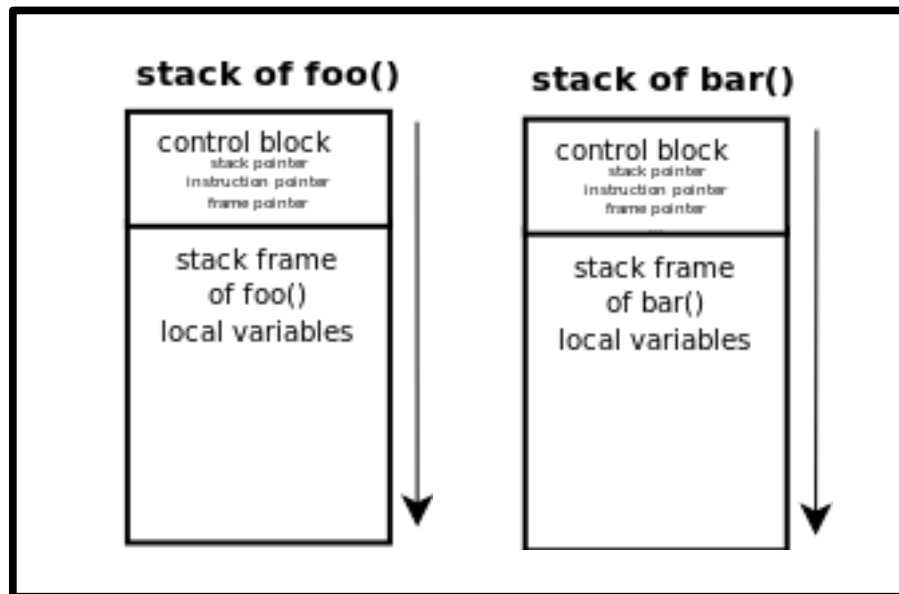 stack of foo()
control block
stack pointer
instruction pointer
frame pointer
stack frame
of foo()
local variables
stack of bar()
control block
stack pointer
instruction pointer
frame pointer
...
stack frame
of bar()
local variables